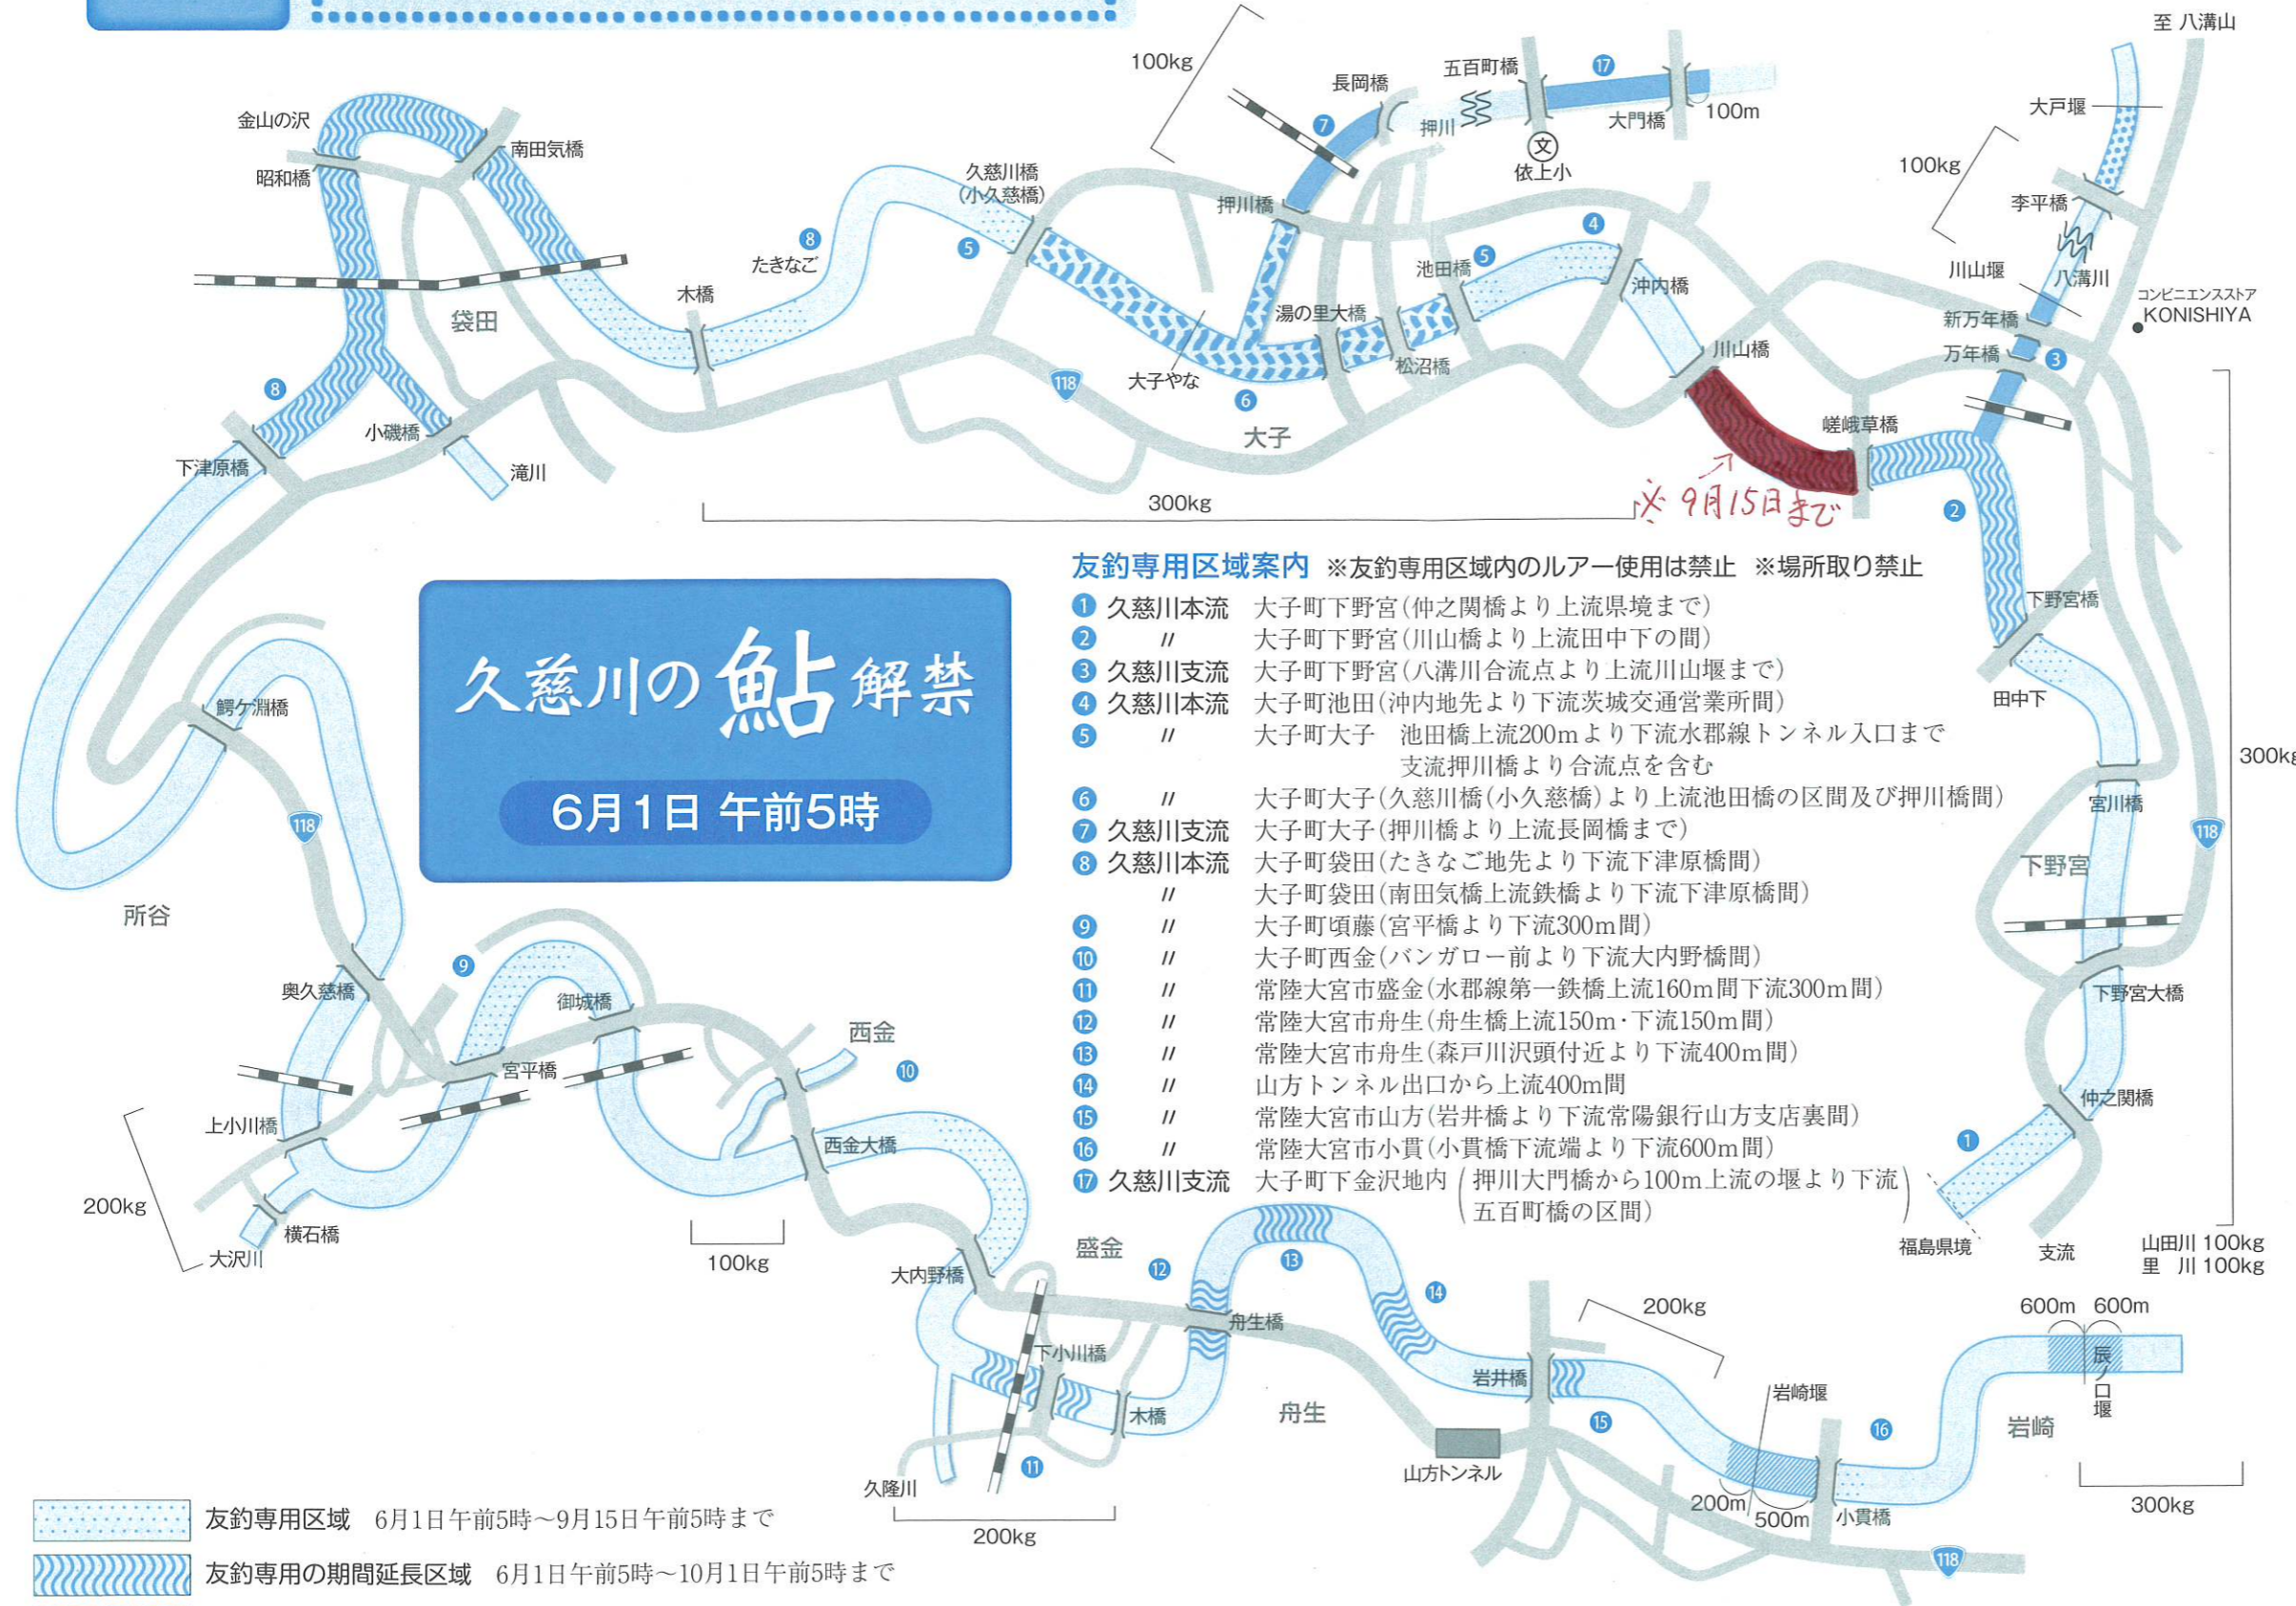 至 八溝山
100kg
長岡橋
五百町橋
⑰
大戸堰
金山の沢
南田気橋
昭和橋
⑦
押川
大門橋
100m
文
依上小
100kg
李平橋
久慈川橋
(小久慈橋)
押川橋
④
⑧
たきなご
⑤
池田橋
⑤
沖内橋
川山堰
八溝川
コンビニエンスストア
KONISHIYA
木橋
袋田
湯の里大橋
新万年橋
万年橋
③
川山橋
松沼橋
大子やな
118
⑥
⑧
小磯橋
大子
嵯峨草橋
下津原橋
滝川
300kg
※ 9月15日まで
②
友釣専用区域案内 ※友釣専用区域内のルアー使用は禁止 ※場所取り禁止
① 久慈川本流 大子町下野宮(仲之関橋より上流県境まで)
② 〃 大子町下野宮(川山橋より上流田中下の間)
③ 久慈川支流 大子町下野宮(八溝川合流点より上流川山堰まで)
④ 久慈川本流 大子町池田(沖内地先より下流茨城交通営業所間)
⑤ 〃 大子町大子 池田橋上流200mより下流水郡線トンネル入口まで
支流押川橋より合流点を含む
⑥ 〃 大子町大子(久慈川橋(小久慈橋)より上流池田橋の区間及び押川橋間)
⑦ 久慈川支流 大子町大子(押川橋より上流長岡橋まで)
⑧ 久慈川本流 大子町袋田(たきなご地先より下流下津原橋間)
〃 大子町袋田(南田気橋上流鉄橋より下流下津原橋間)
⑨ 〃 大子町頃藤(宮平橋より下流300m間)
⑩ 〃 大子町西金(バンガロー前より下流大内野橋間)
⑪ 〃 常陸大宮市盛金(水郡線第一鉄橋上流160m間下流300m間)
⑫ 〃 常陸大宮市舟生(舟生橋上流150m・下流150m間)
⑬ 〃 常陸大宮市舟生(森戸川沢頭付近より下流400m間)
⑭ 〃 山方トンネル出口から上流400m間
⑮ 〃 常陸大宮市山方(岩井橋より下流常陽銀行山方支店裏間)
⑯ 〃 常陸大宮市小貫(小貫橋下流端より下流600m間)
⑰ 久慈川支流 大子町下金沢地内(押川大門橋から100m上流の堰より下流
五百町橋の区間)
久慈川の鮎解禁
6月1日 午前5時
下野宮橋
田中下
宮川橋
300kg
118
下野宮
下野宮大橋
仲之関橋
①
福島県境
支流
山田川 100kg
里 川 100kg
鰐ケ淵橋
118
所谷
奥久慈橋
⑨
御城橋
宮平橋
西金
⑩
上小川橋
200kg
横石橋
大沢川
西金大橋
100kg
大内野橋
盛金
⑫
⑬
⑭
舟生橋
下小川橋
木橋
⑪
久隆川
200kg
舟生
岩井橋
200kg
⑮
岩崎堰
山方トンネル
200m
500m
小貫橋
⑯
118
600m 600m
辰ノ口堰
岩崎
300kg
友釣専用区域 6月1日午前5時〜9月15日午前5時まで
友釣専用の期間延長区域 6月1日午前5時〜10月1日午前5時まで